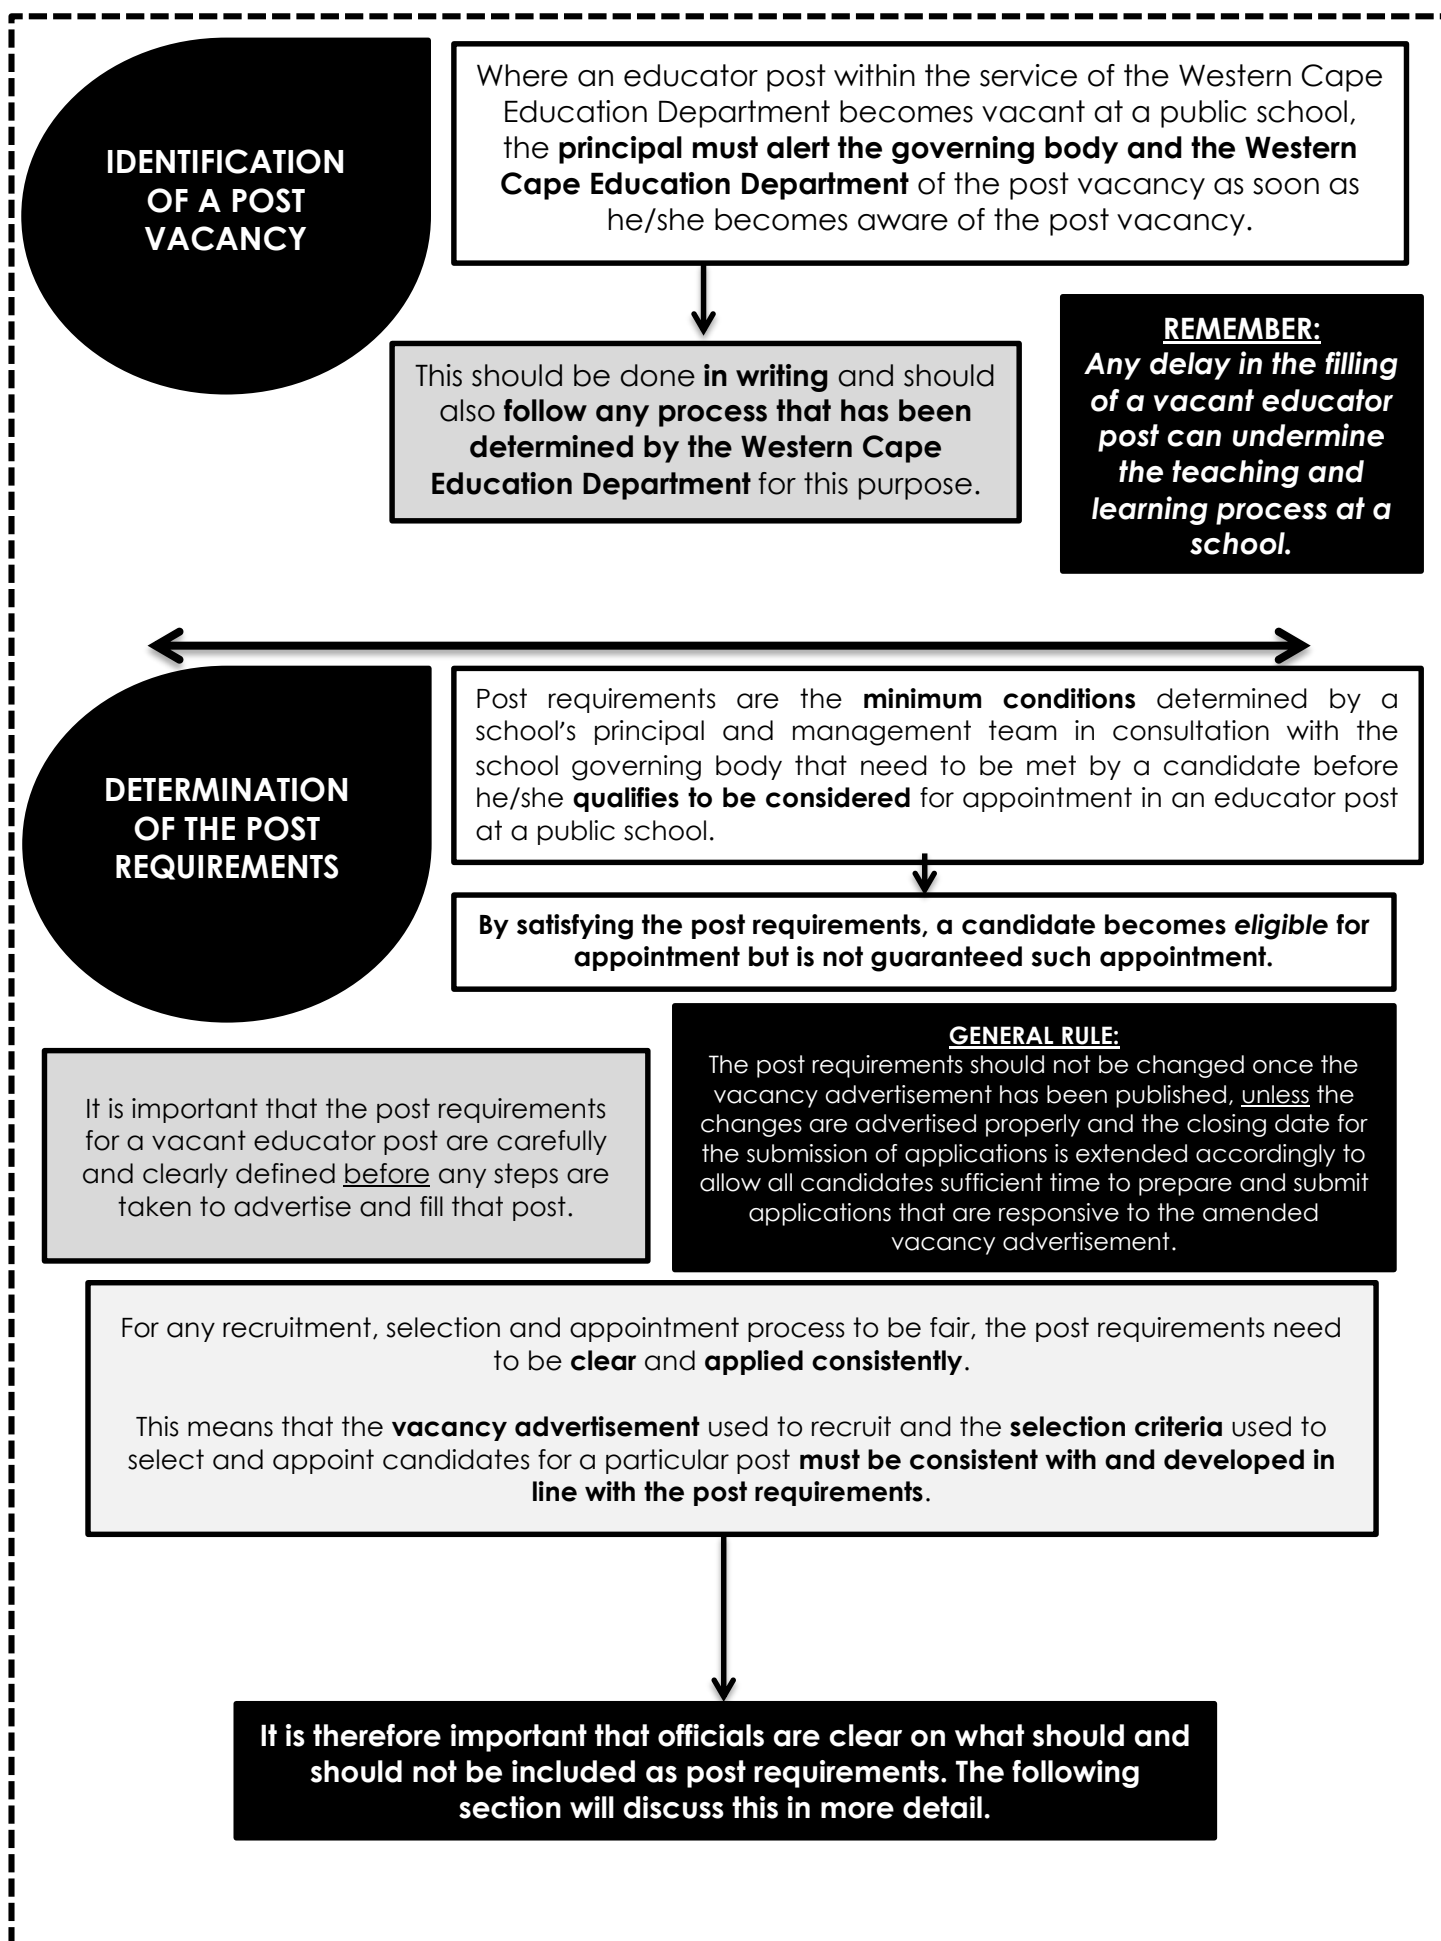 IDENTIFICATION
OF A POST
VACANCY
Where an educator post within the service of the Western Cape
Education Department becomes vacant at a public school,
the principal must alert the governing body and the Western
Cape Education Department of the post vacancy as soon as
he/she becomes aware of the post vacancy.
This should be done in writing and should
also follow any process that has been
determined by the Western Cape
Education Department for this purpose.
REMEMBER:
Any delay in the filling
of a vacant educator
post can undermine
the teaching and
learning process at a
school.
DETERMINATION
OF THE POST
REQUIREMENTS
Post requirements are the minimum conditions determined by a
school's principal and management team in consultation with the
school governing body that need to be met by a candidate before
he/she qualifies to be considered for appointment in an educator post
at a public school.
By satisfying the post requirements, a candidate becomes eligible for
appointment but is not guaranteed such appointment.
It is important that the post requirements
for a vacant educator post are carefully
and clearly defined before any steps are
taken to advertise and fill that post.
GENERAL RULE:
The post requirements should not be changed once the
vacancy advertisement has been published, unless the
changes are advertised properly and the closing date for
the submission of applications is extended accordingly to
allow all candidates sufficient time to prepare and submit
applications that are responsive to the amended
vacancy advertisement.
For any recruitment, selection and appointment process to be fair, the post requirements need
to be clear and applied consistently.
This means that the vacancy advertisement used to recruit and the selection criteria used to
select and appoint candidates for a particular post must be consistent with and developed in
line with the post requirements.
It is therefore important that officials are clear on what should and
should not be included as post requirements. The following
section will discuss this in more detail.